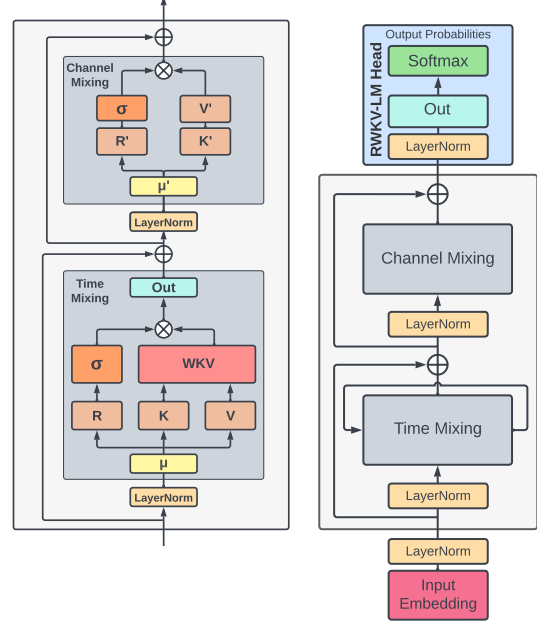 Channel
Mixing
σ
V'
R'
K'
μ'
LayerNorm
Time
Mixing
Out
σ
WKV
R
K
V
μ
LayerNorm
RWKV-LM Head
Output Probabilities
Softmax
Out
LayerNorm
Channel Mixing
LayerNorm
Time Mixing
LayerNorm
LayerNorm
Input
Embedding